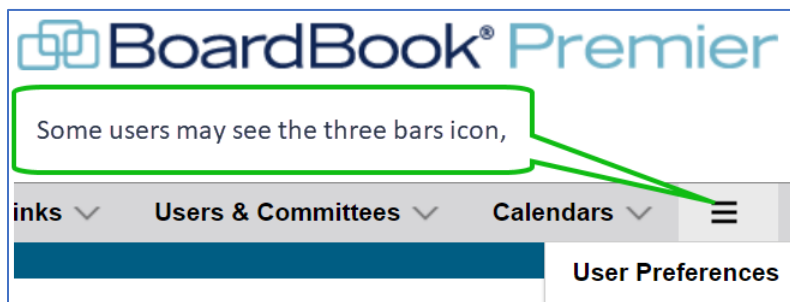 BoardBook® Premier
Some users may see the three bars icon,
inks Users & Committees Calendars
User Preferences